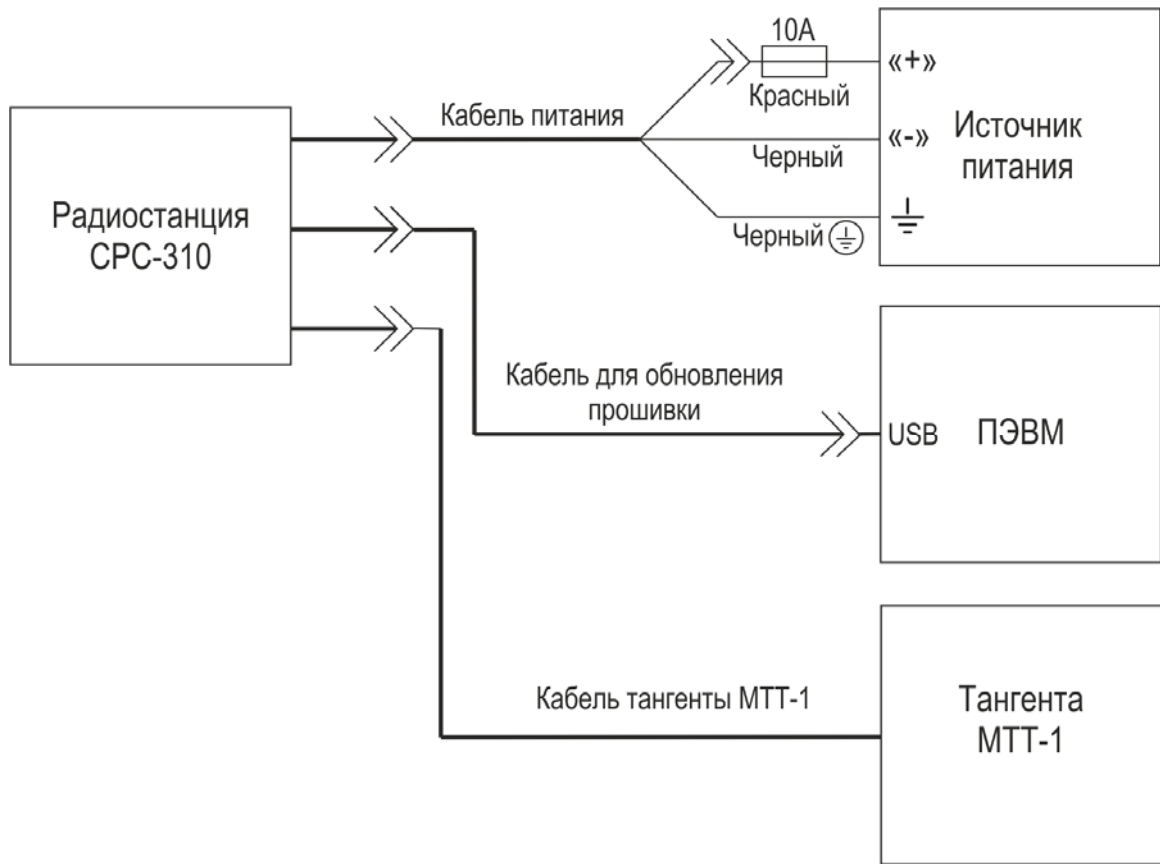 10А
«+»
Красный
Кабель питания
Источник
питания
«-»
Черный
Черный
Радиостанция
СРС-310
Кабель для обновления
прошивки
USB
ПЭВМ
Кабель тангенты МТТ-1
Тангента
МТТ-1